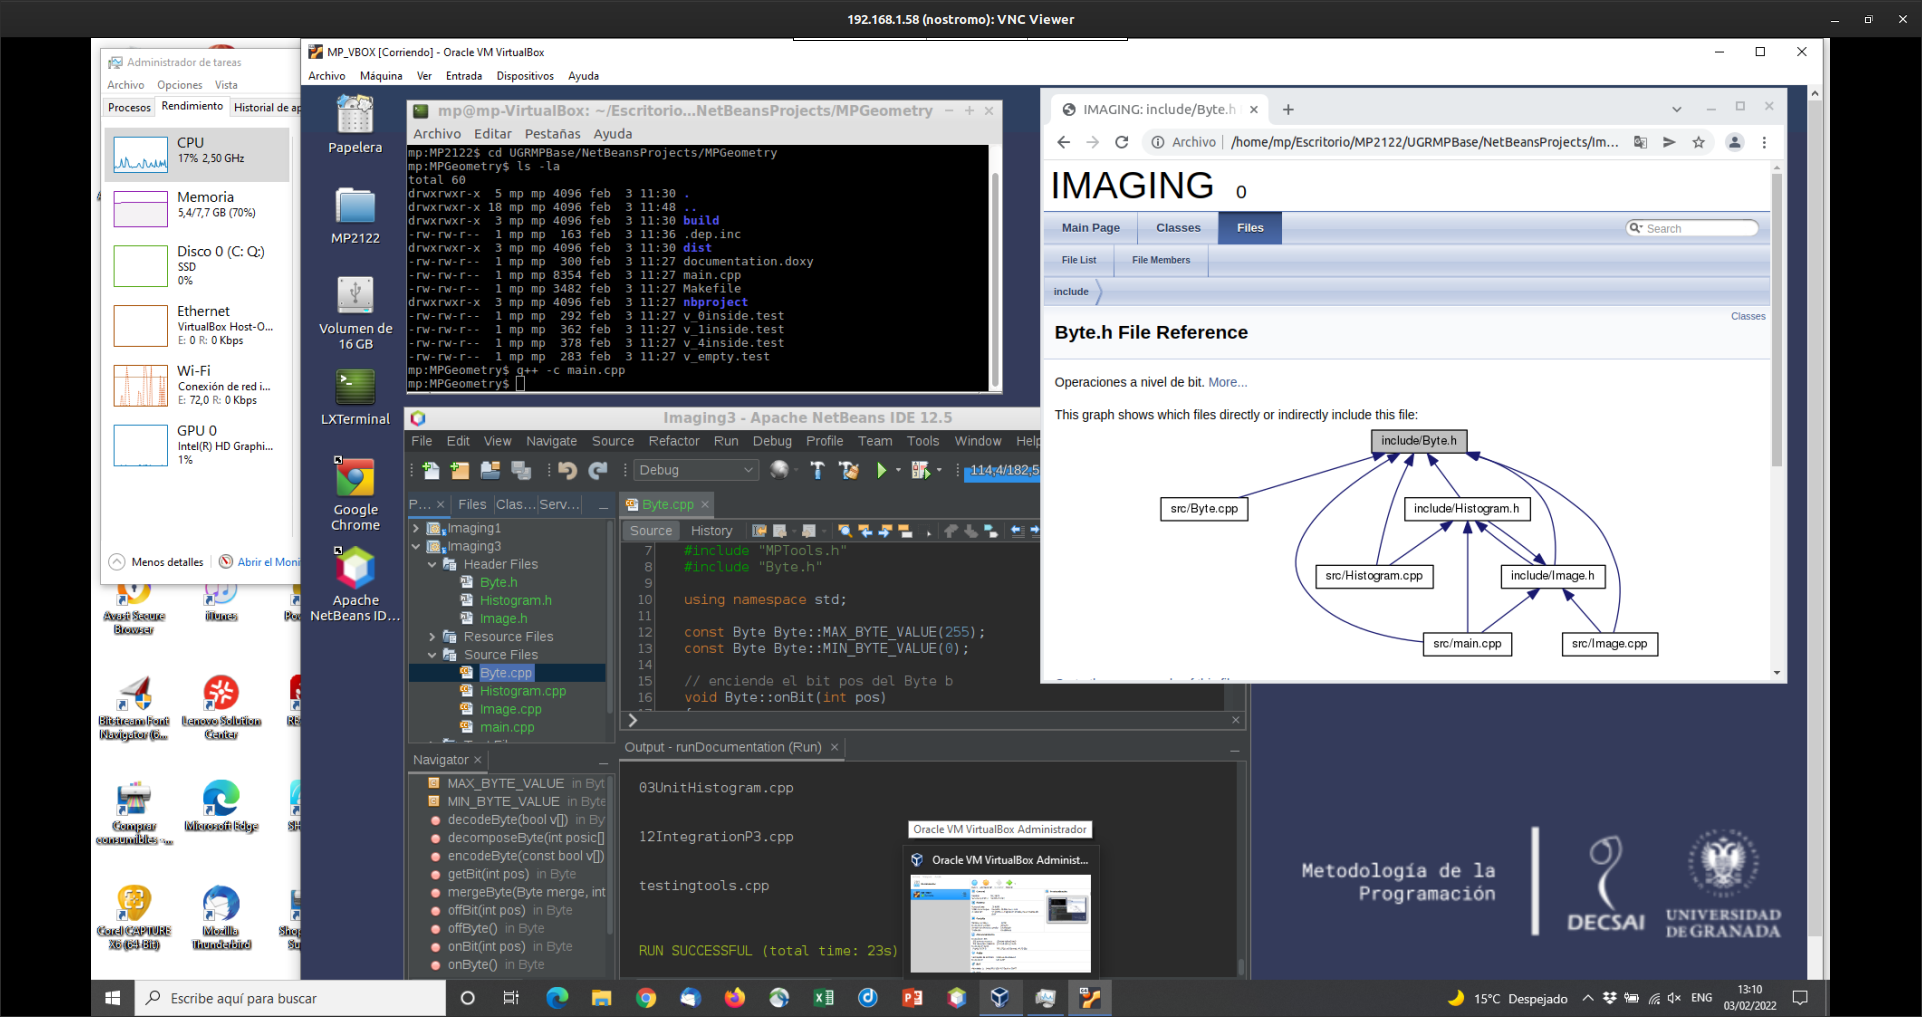 192.168.1.58 (nostromo): VNC Viewer
Administrador de tareas
Archivo Opciones Vista
Procesos Rendimiento Historial de ap
CPU
17% 2,50 GHz
Memoria
5,4/7,7 GB (70%)
Disco 0 (C: Q:)
SSD
0%
Ethernet
VirtualBox Host-O...
E: 0 R: 0 Kbps
Wi-Fi
Conexión de red i...
E: 72,0 R: 0 Kbps
GPU 0
Intel(R) HD Graphi...
1%
Menos detalles Abrir el Moni
Avast Secure Browser
iTunes
Bitstream Font Navigator (6...
Lenovo Solution Center
Comprar consumibles -...
Microsoft Edge
Corel CAPTURE X6 (64-Bit)
Mozilla Thunderbird
MP_VBOX [Corriendo] - Oracle VM VirtualBox
Archivo Máquina Ver Entrada Dispositivos Ayuda
Papelera
MP2122
Volumen de 16 GB
LXTerminal
Google Chrome
Apache NetBeans ID...
mp@mp-VirtualBox: ~/Escritorio...NetBeansProjects/MPGeometry
Archivo Editar Pestañas Ayuda
mp:MP2122$ cd UGRMPBase/NetBeansProjects/MPGeometry
mp:MPGeometry$ ls -la
total 60
drwxrwxr-x 5 mp mp 4096 feb 3 11:30 .
drwxrwxr-x 18 mp mp 4096 feb 3 11:48 ..
drwxrwxr-x 3 mp mp 4096 feb 3 11:30 build
-rw-rw-r-- 1 mp mp 163 feb 3 11:36 .dep.inc
drwxrwxr-x 3 mp mp 4096 feb 3 11:30 dist
-rw-rw-r-- 1 mp mp 300 feb 3 11:27 documentation.doxy
-rw-rw-r-- 1 mp mp 8354 feb 3 11:27 main.cpp
-rw-rw-r-- 1 mp mp 3482 feb 3 11:27 Makefile
drwxrwxr-x 3 mp mp 4096 feb 3 11:27 nbproject
-rw-rw-r-- 1 mp mp 292 feb 3 11:27 v_0inside.test
-rw-rw-r-- 1 mp mp 362 feb 3 11:27 v_1inside.test
-rw-rw-r-- 1 mp mp 378 feb 3 11:27 v_4inside.test
-rw-rw-r-- 1 mp mp 283 feb 3 11:27 v_empty.test
mp:MPGeometry$ g++ -c main.cpp
mp:MPGeometry$
Imaging3 - Apache NetBeans IDE 12.5
File Edit View Navigate Source Refactor Run Debug Profile Team Tools Window Help
Debug 114,4/182,5
P... Files Clas... Serv...
Imaging1
Imaging3
Header Files
Byte.h
Histogram.h
Image.h
Resource Files
Source Files
Byte.cpp
Histogram.cpp
Image.cpp
main.cpp
Byte.cpp
Source History
7 #include "MPTools.h"
8 #include "Byte.h"
9
10 using namespace std;
11
12 const Byte Byte::MAX_BYTE_VALUE(255);
13 const Byte Byte::MIN_BYTE_VALUE(0);
14
15 // enciende el bit pos del Byte b
16 void Byte::onBit(int pos)
Navigator
MAX_BYTE_VALUE in Byt
MIN_BYTE_VALUE in Byte
decodeByte(bool v[]) in By
decomposeByte(int posic[]
encodeByte(const bool v[])
getBit(int pos) in Byte
mergeByte(Byte merge, int
offBit(int pos) in Byte
offByte() in Byte
onBit(int pos) in Byte
onByte() in Byte
Output - runDocumentation (Run)
03UnitHistogram.cpp
12IntegrationP3.cpp
testingtools.cpp
RUN SUCCESSFUL (total time: 23s)
Oracle VM VirtualBox Administrador
Oracle VM VirtualBox Administ...
IMAGING: include/Byte.h
Archivo /home/mp/Escritorio/MP2122/UGRMPBase/NetBeansProjects/Im...
IMAGING 0
Main Page Classes Files Search
File List File Members
include
Classes
Byte.h File Reference
Operaciones a nivel de bit. More...
This graph shows which files directly or indirectly include this file:
include/Byte.h
src/Byte.cpp
include/Histogram.h
src/Histogram.cpp
include/Image.h
src/main.cpp
src/Image.cpp
Metodología de la
Programación
DECSAI
UNIVERSIDAD
DE GRANADA
Escribe aquí para buscar
15°C Despejado ENG
13:10
03/02/2022